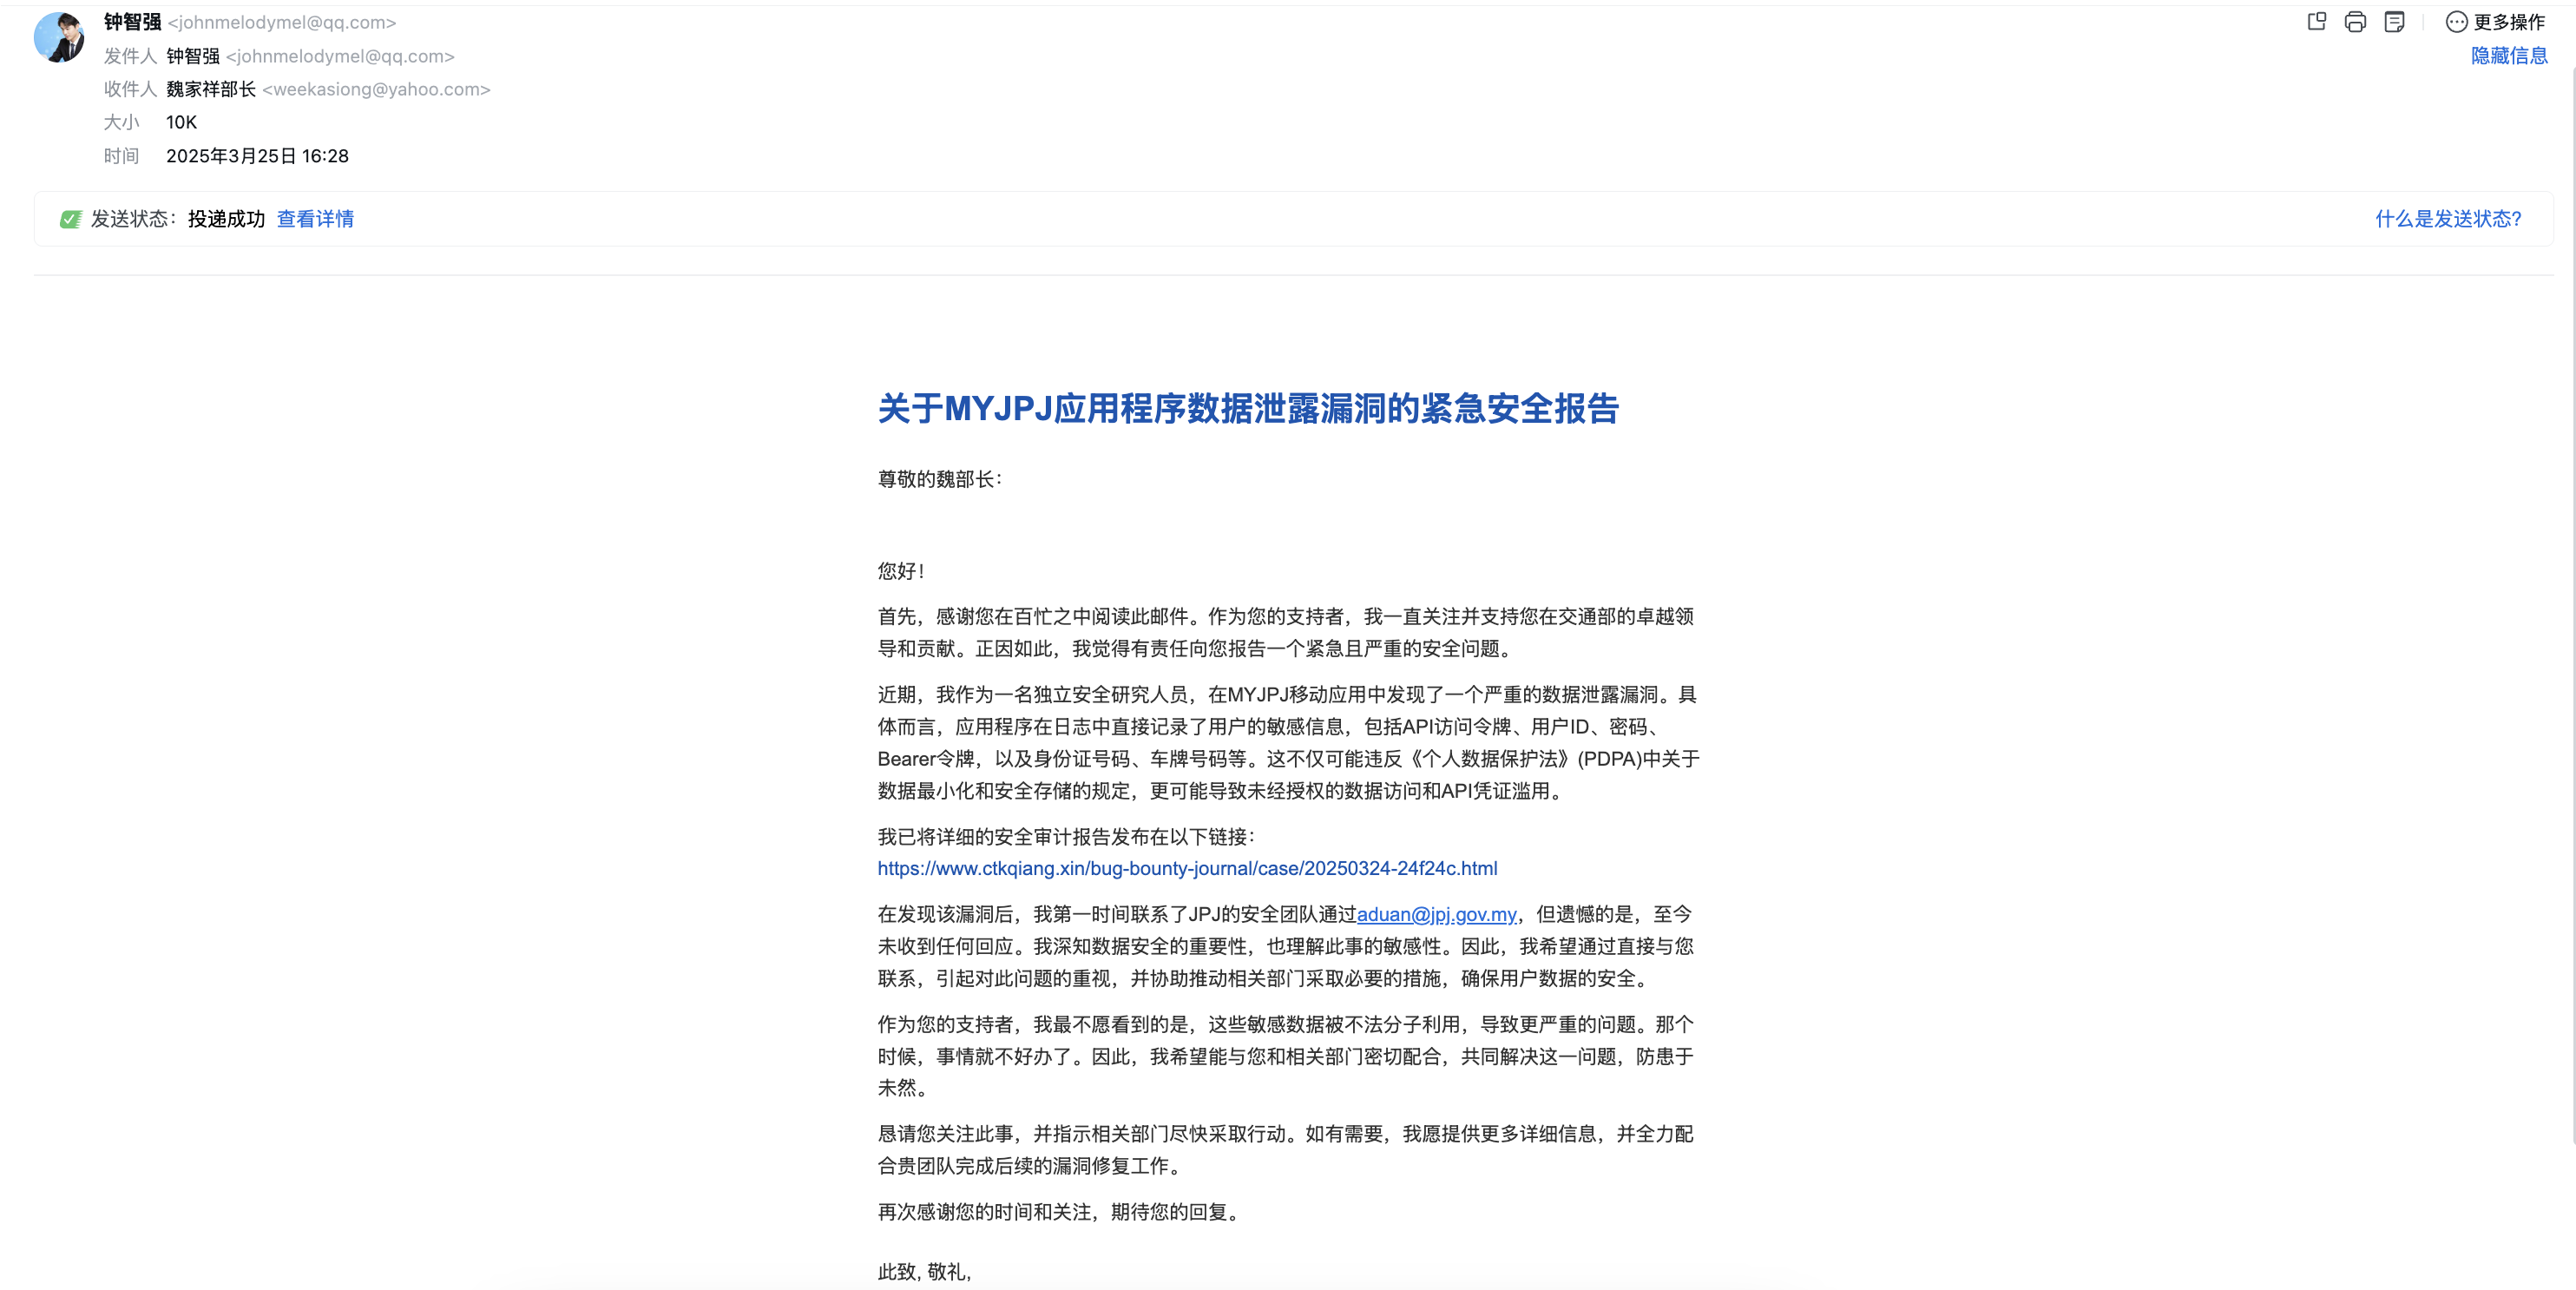 钟智强 <johnmelodymel@qq.com>
更多操作
发件人 钟智强 <johnmelodymel@qq.com>
隐藏信息
收件人 魏家祥部长 <weekasiong@yahoo.com>
大小 10K
时间 2025年3月25日 16:28
发送状态：投递成功 查看详情
什么是发送状态?
关于MYJPJ应用程序数据泄露漏洞的紧急安全报告
尊敬的魏部长：
您好！
首先，感谢您在百忙之中阅读此邮件。作为您的支持者，我一直关注并支持您在交通部的卓越领
导和贡献。正因如此，我觉得有责任向您报告一个紧急且严重的安全问题。
近期，我作为一名独立安全研究人员，在MYJPJ移动应用中发现了一个严重的数据泄露漏洞。具
体而言，应用程序在日志中直接记录了用户的敏感信息，包括API访问令牌、用户ID、密码、
Bearer令牌，以及身份证号码、车牌号码等。这不仅可能违反《个人数据保护法》(PDPA)中关于
数据最小化和安全存储的规定，更可能导致未经授权的数据访问和API凭证滥用。
我已将详细的安全审计报告发布在以下链接：
https://www.ctkqiang.xin/bug-bounty-journal/case/20250324-24f24c.html
在发现该漏洞后，我第一时间联系了JPJ的安全团队通过aduan@jpj.gov.my，但遗憾的是，至今
未收到任何回应。我深知数据安全的重要性，也理解此事的敏感性。因此，我希望通过直接与您
联系，引起对此问题的重视，并协助推动相关部门采取必要的措施，确保用户数据的安全。
作为您的支持者，我最不愿看到的是，这些敏感数据被不法分子利用，导致更严重的问题。那个
时候，事情就不好办了。因此，我希望能与您和相关部门密切配合，共同解决这一问题，防患于
未然。
恳请您关注此事，并指示相关部门尽快采取行动。如有需要，我愿提供更多详细信息，并全力配
合贵团队完成后续的漏洞修复工作。
再次感谢您的时间和关注，期待您的回复。
此致, 敬礼,